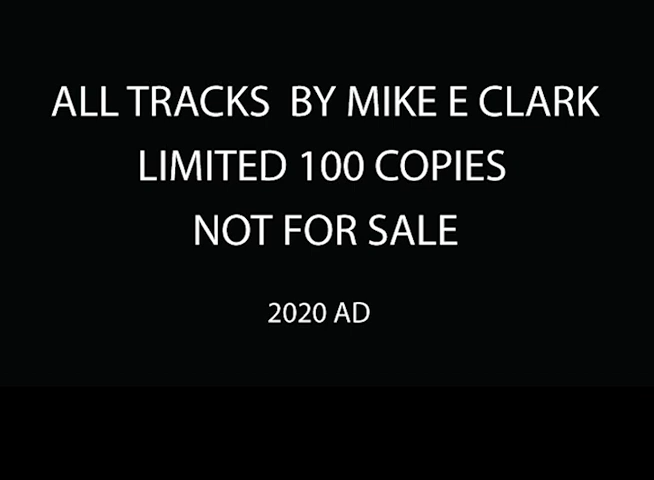 ALL TRACKS  BY MIKE E CLARK
LIMITED 100 COPIES
NOT FOR SALE
2020 AD